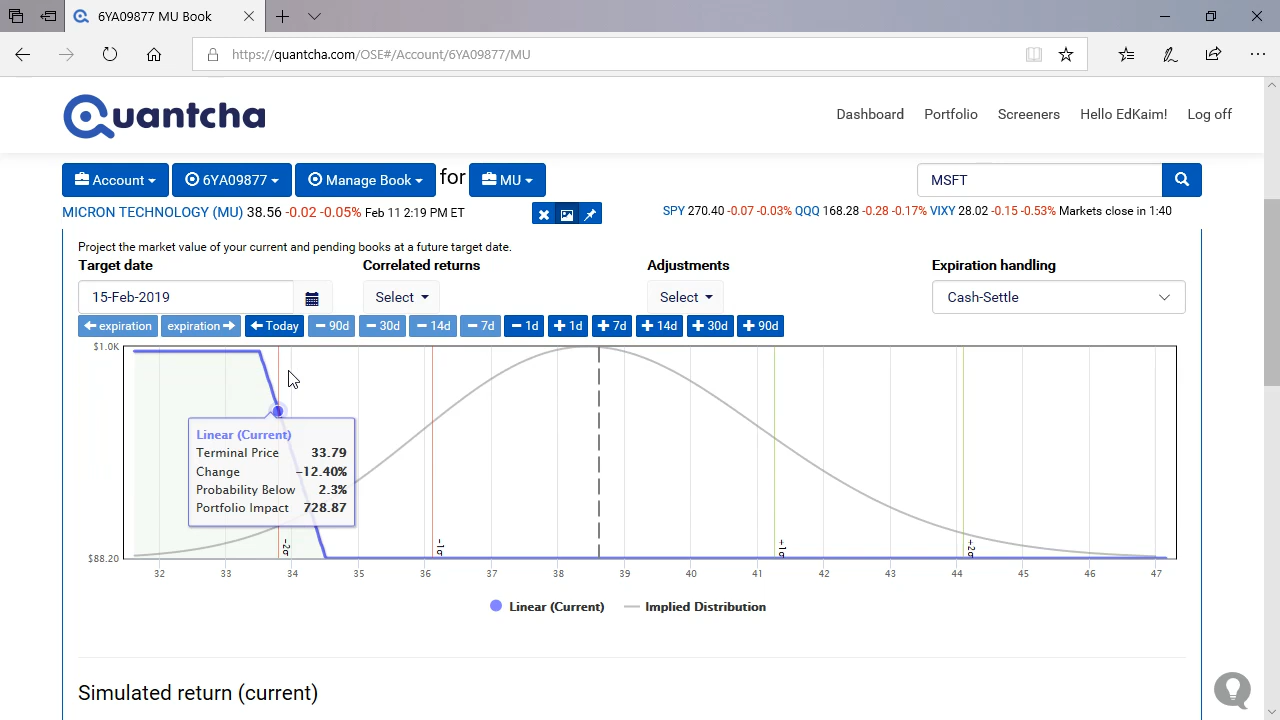 6YA09877 MU Book
https://quantcha.com/OSE#/Account/6YA09877/MU
Quantcha
Dashboard Portfolio Screeners Hello EdKaim! Log off
Account 6YA09877 Manage Book for MU MSFT
MICRON TECHNOLOGY (MU) 38.56 -0.02 -0.05% Feb 11 2:19 PM ET SPY 270.40 -0.07 -0.03% QQQ 168.28 -0.28 -0.17% VIXY 28.02 -0.15 -0.53% Markets close in 1:40
Project the market value of your current and pending books at a future target date.
Target date Correlated returns Adjustments Expiration handling
15-Feb-2019 Select Select Cash-Settle
expiration expiration Today 90d 30d 14d 7d 1d 1d 7d 14d 30d 90d
$1.0K
Linear (Current)
Terminal Price 33.79
Change -12.40%
Probability Below 2.3%
Portfolio Impact 728.87
-2σ -1σ +1σ +2σ
$88.20
32 33 34 35 36 37 38 39 40 41 42 43 44 45 46 47
Linear (Current) Implied Distribution
Simulated return (current)